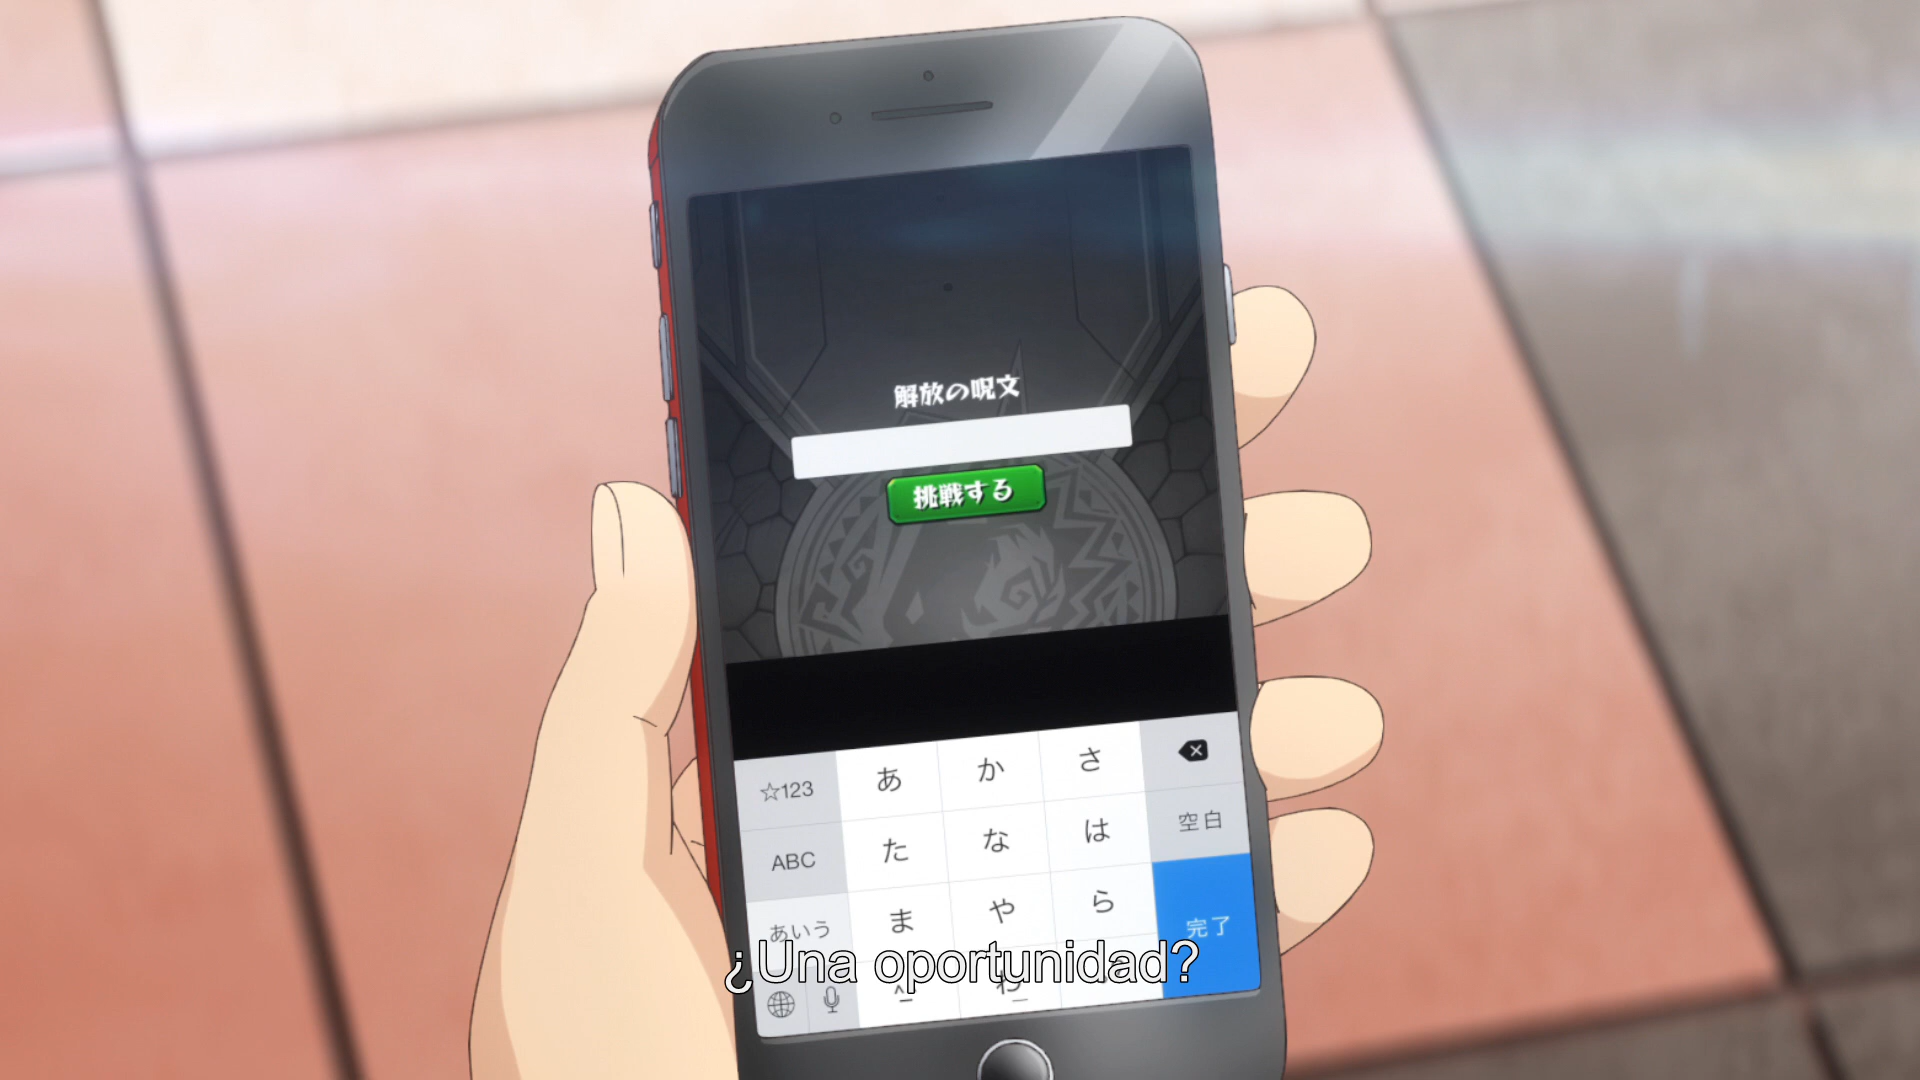 解放の呪文
挑戦する
☆123 あ か さ
ABC た な は 空白
あいう ま や ら 完了
^_^ わ
¿Una oportunidad?